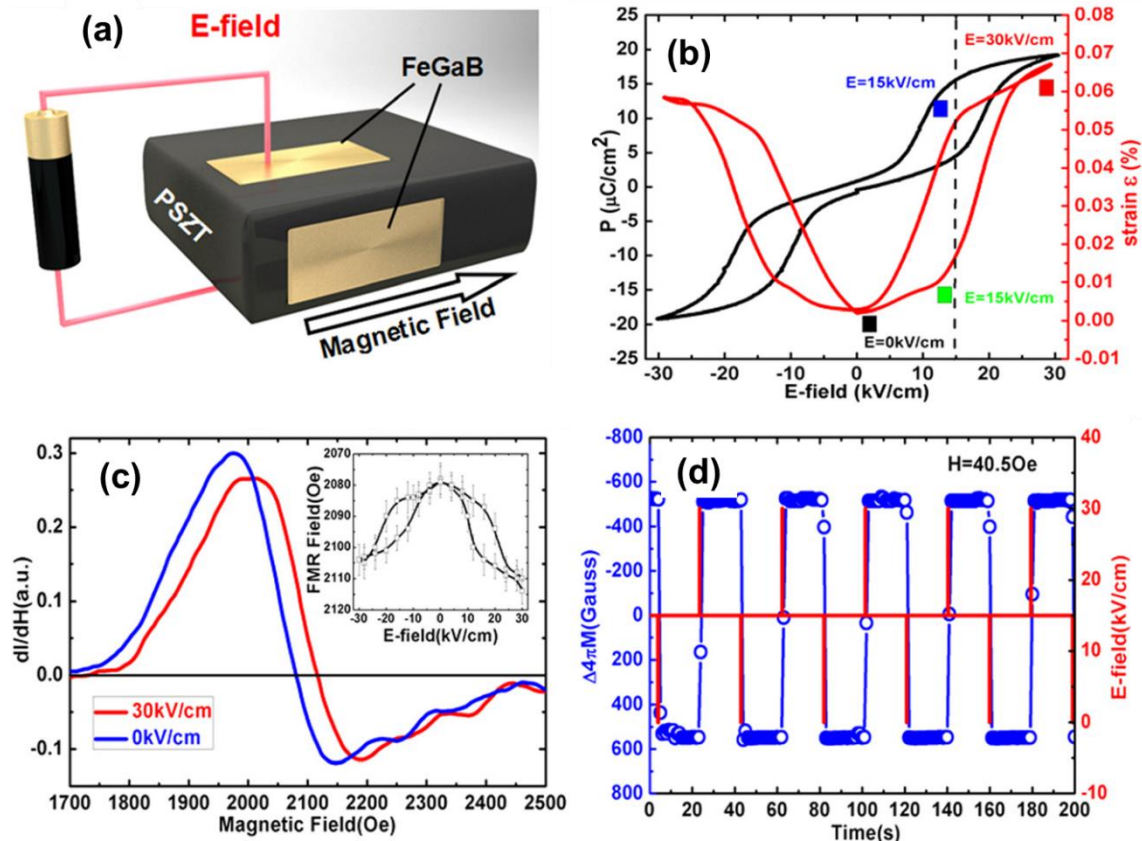 (a)
E-field
FeGaB
PSZT
Magnetic Field
(b)
P (μC/cm²)
25
20
15
10
5
0
-5
-10
-15
-20
-25
E=30kV/cm
E=15kV/cm
E=15kV/cm
E=0kV/cm
0.08
0.07
0.06
0.05
0.04
0.03
0.02
0.01
0.00
-0.01
strain ε (%)
-30 -20 -10 0 10 20 30
E-field (kV/cm)
(c)
dI/dH(a.u.)
0.3
0.2
0.1
0.0
-0.1
30kV/cm
0kV/cm
FMR Field(Oe)
2070
2080
2090
2100
2110
2120
-30 -20 -10 0 10 20 30
E-field(kV/cm)
1700 1800 1900 2000 2100 2200 2300 2400 2500
Magnetic Field(Oe)
(d)
H=40.5Oe
Δ4πM(Gauss)
-800
-600
-400
-200
0
200
400
600
800
40
30
20
10
0
-10
E-field(kV/cm)
0 20 40 60 80 100 120 140 160 180 200
Time(s)